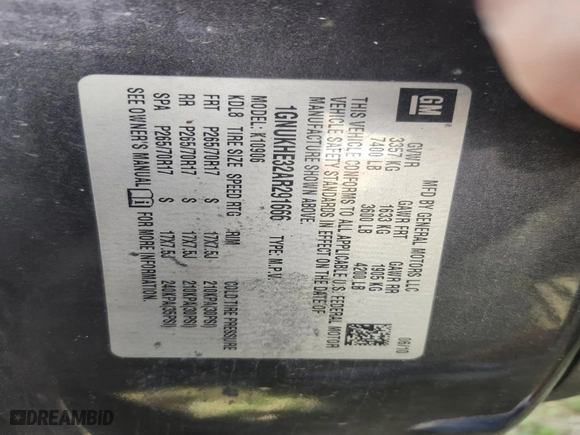 GM
MFD BY GENERAL MOTORS LLC
06/10
GVWR GAWR FRT GAWR RR
3357 KG 1633 KG 1905 KG
7400 LB 3600 LB 4200 LB
THIS VEHICLE CONFORMS TO ALL APPLICABLE U.S. FEDERAL MOTOR
VEHICLE SAFETY STANDARDS IN EFFECT ON THE DATE OF
MANUFACTURE SHOWN ABOVE.
1GNUKHE32AR291666 TYPE: M.P.V.
MODEL: K10906
KDL8 TIRE SIZE SPEED RTG RIM COLD TIRE PRESSURE
FRT P265/70R17 S 17X7.5J 210KPA(30PSI)
RR P265/70R17 S 17X7.5J 210KPA(30PSI)
SPA P265/70R17 S 17X7.5J 240KPA(35PSI)
SEE OWNER'S MANUAL FOR MORE INFORMATION.
DREAMBID